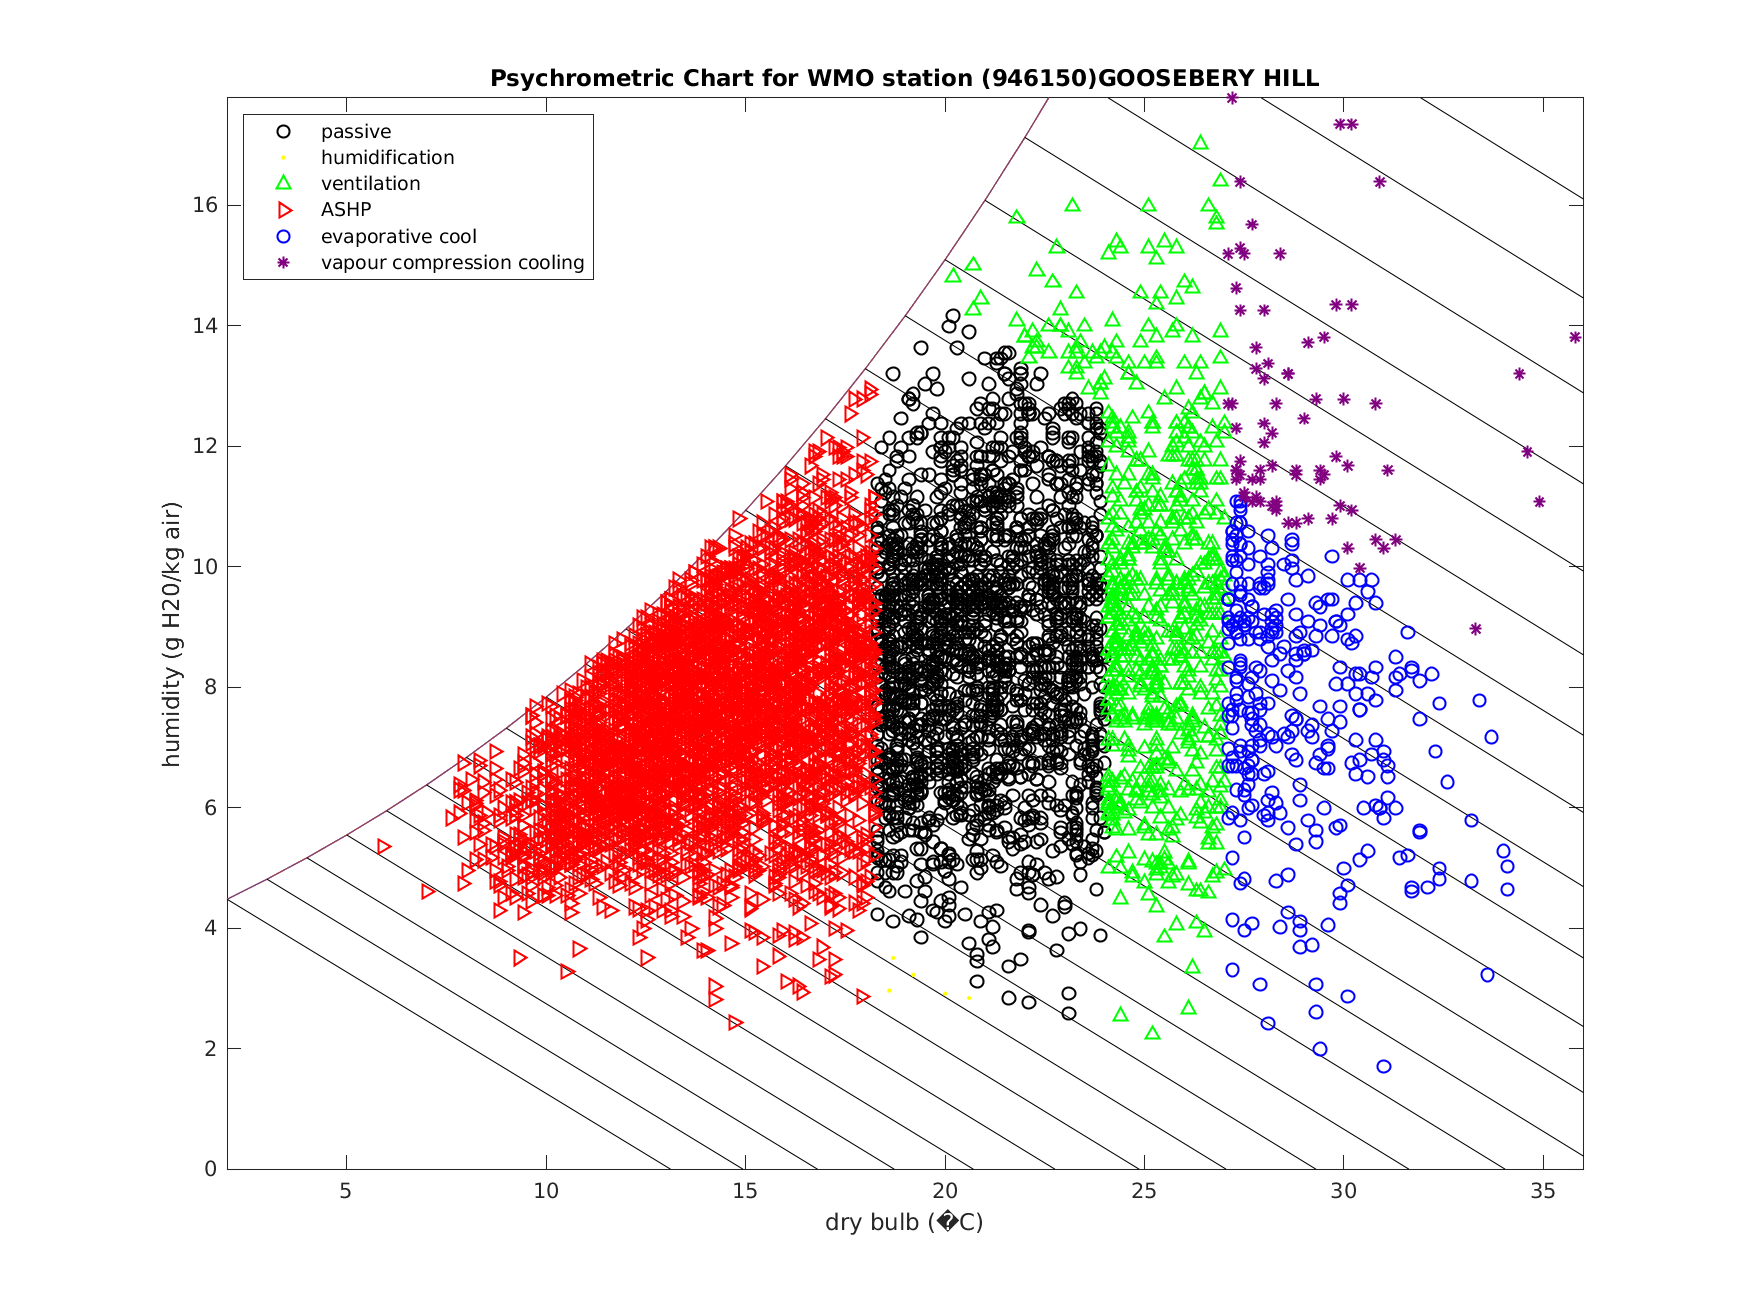 Psychrometric Chart for WMO station (946150)GOOSEBERY HILL
passive
humidification
ventilation
ASHP
evaporative cool
vapour compression cooling
humidity (g H20/kg air)
16
14
12
10
8
6
4
2
0
5 10 15 20 25 30 35
dry bulb (�C)